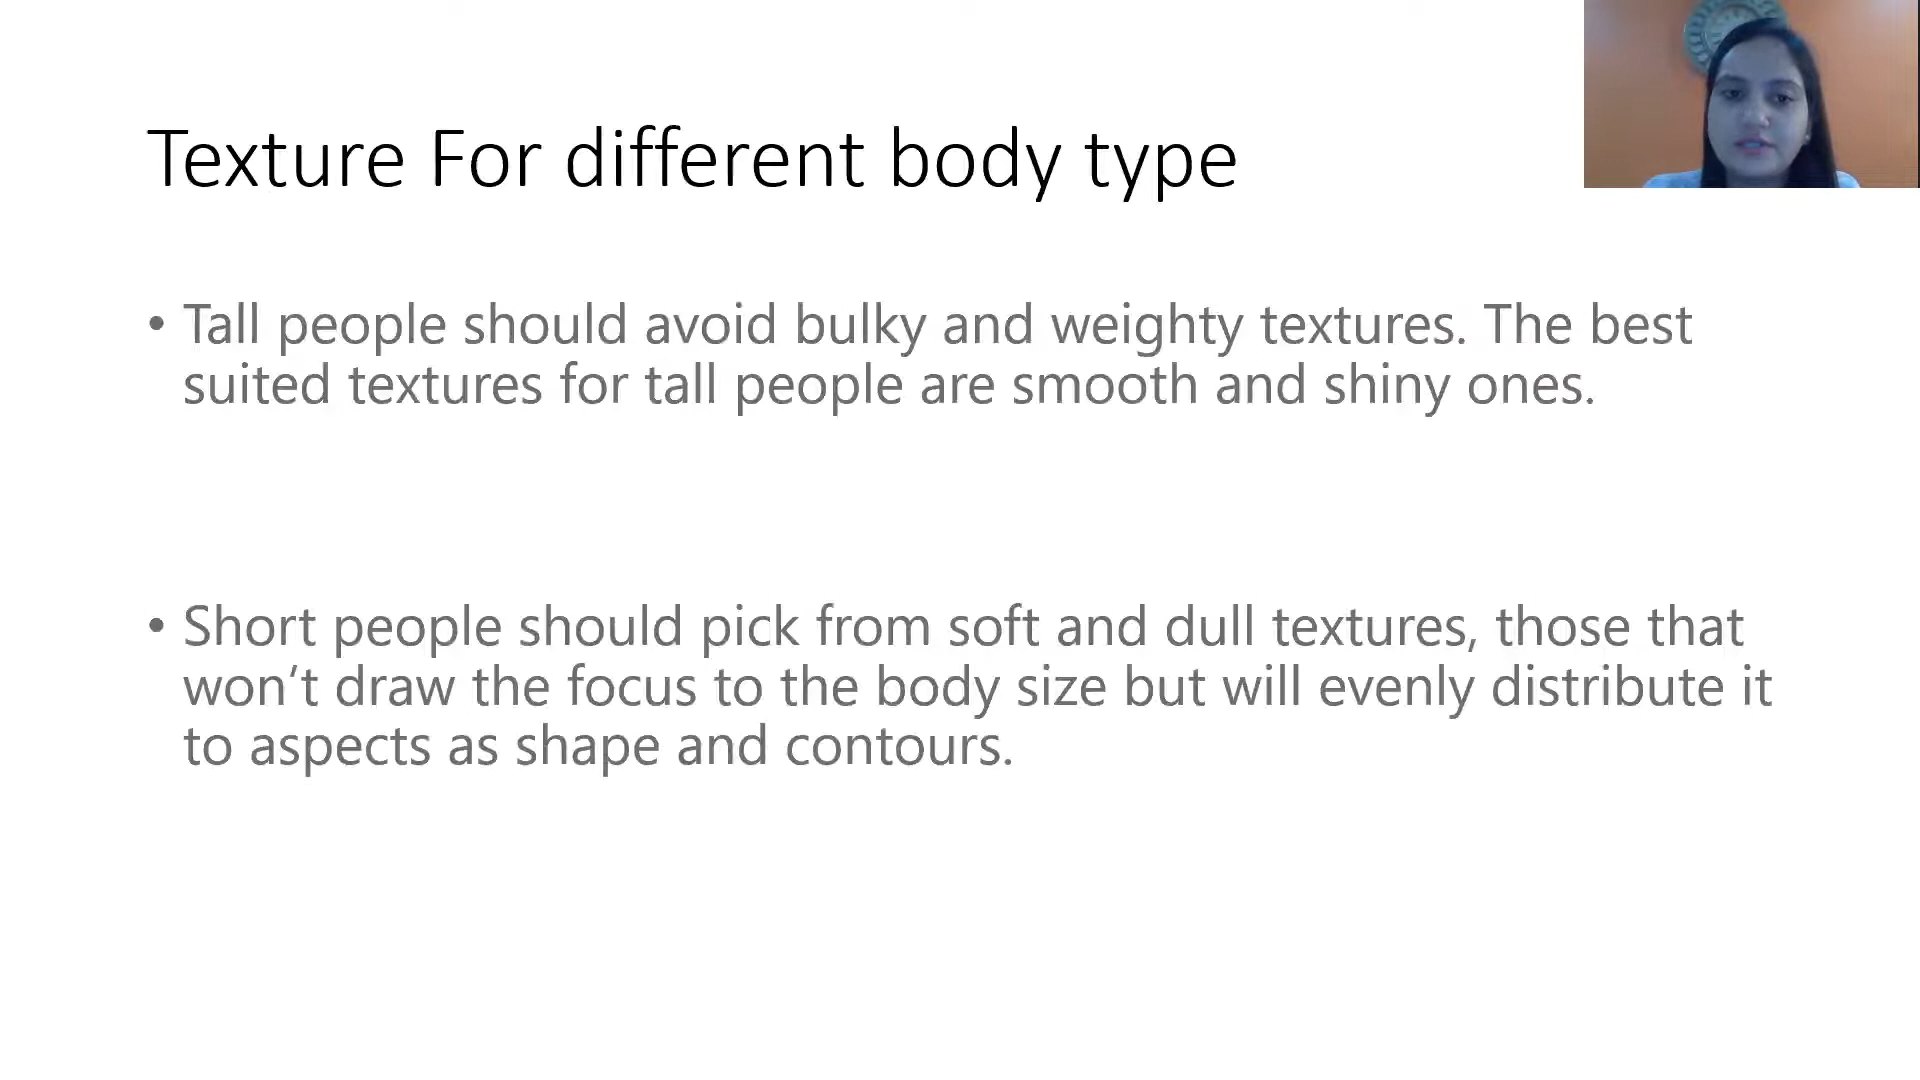 Texture For different body type
• Tall people should avoid bulky and weighty textures. The best
suited textures for tall people are smooth and shiny ones.
• Short people should pick from soft and dull textures, those that
won’t draw the focus to the body size but will evenly distribute it
to aspects as shape and contours.